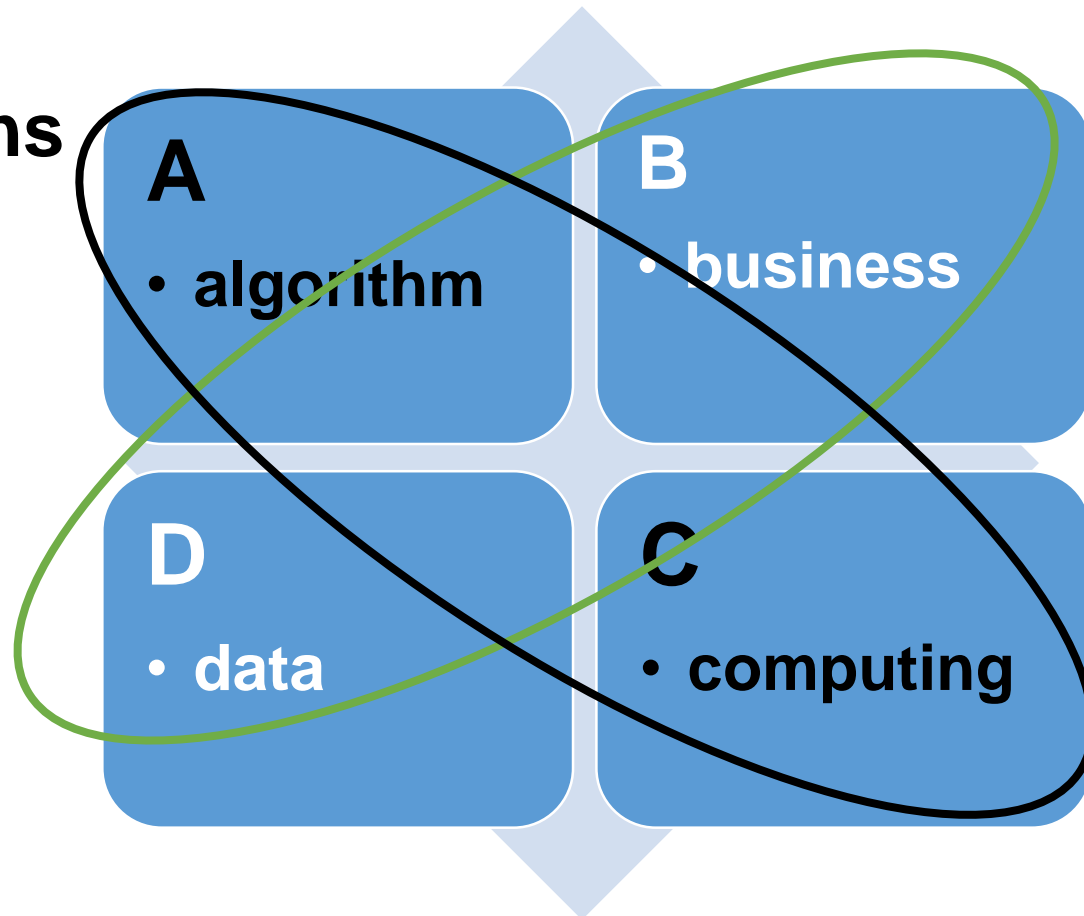 A
• algorithm
B
• business
D
• data
C
• computing